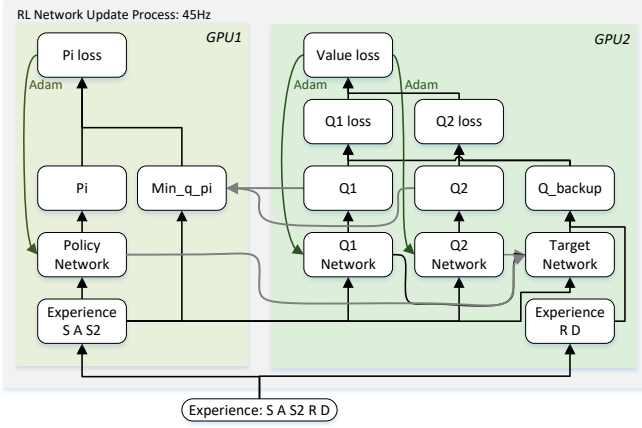 RL Network Update Process: 45Hz
GPU1
GPU2
Pi loss
Value loss
Adam
Adam
Adam
Q1 loss
Q2 loss
Pi
Min_q_pi
Q1
Q2
Q_backup
Policy
Network
Q1
Network
Q2
Network
Target
Network
Experience
S A S2
Experience
R D
Experience: S A S2 R D